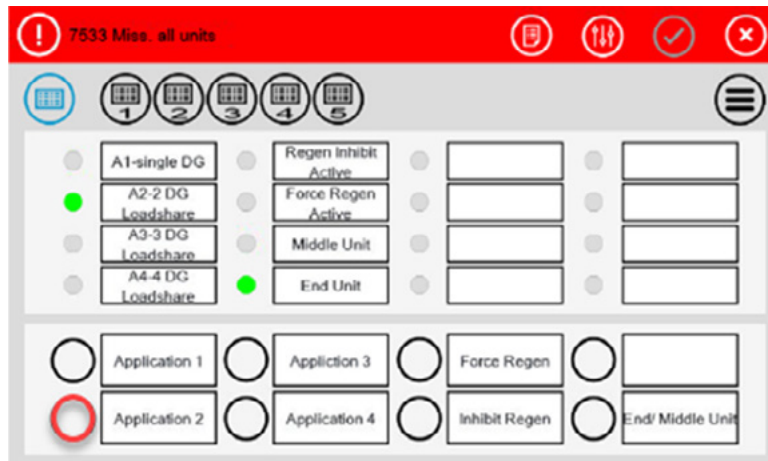 7533 Miss. all units
1 2 3 4 5
A1-single DG
Regen Inhibit
Active
A2-2 DG
Loadshare
Force Regen
Active
A3-3 DG
Loadshare
Middle Unit
A4-4 DG
Loadshare
End Unit
Application 1
Appliction 3
Force Regen
Application 2
Application 4
Inhibit Regen
End/ Middle Unit